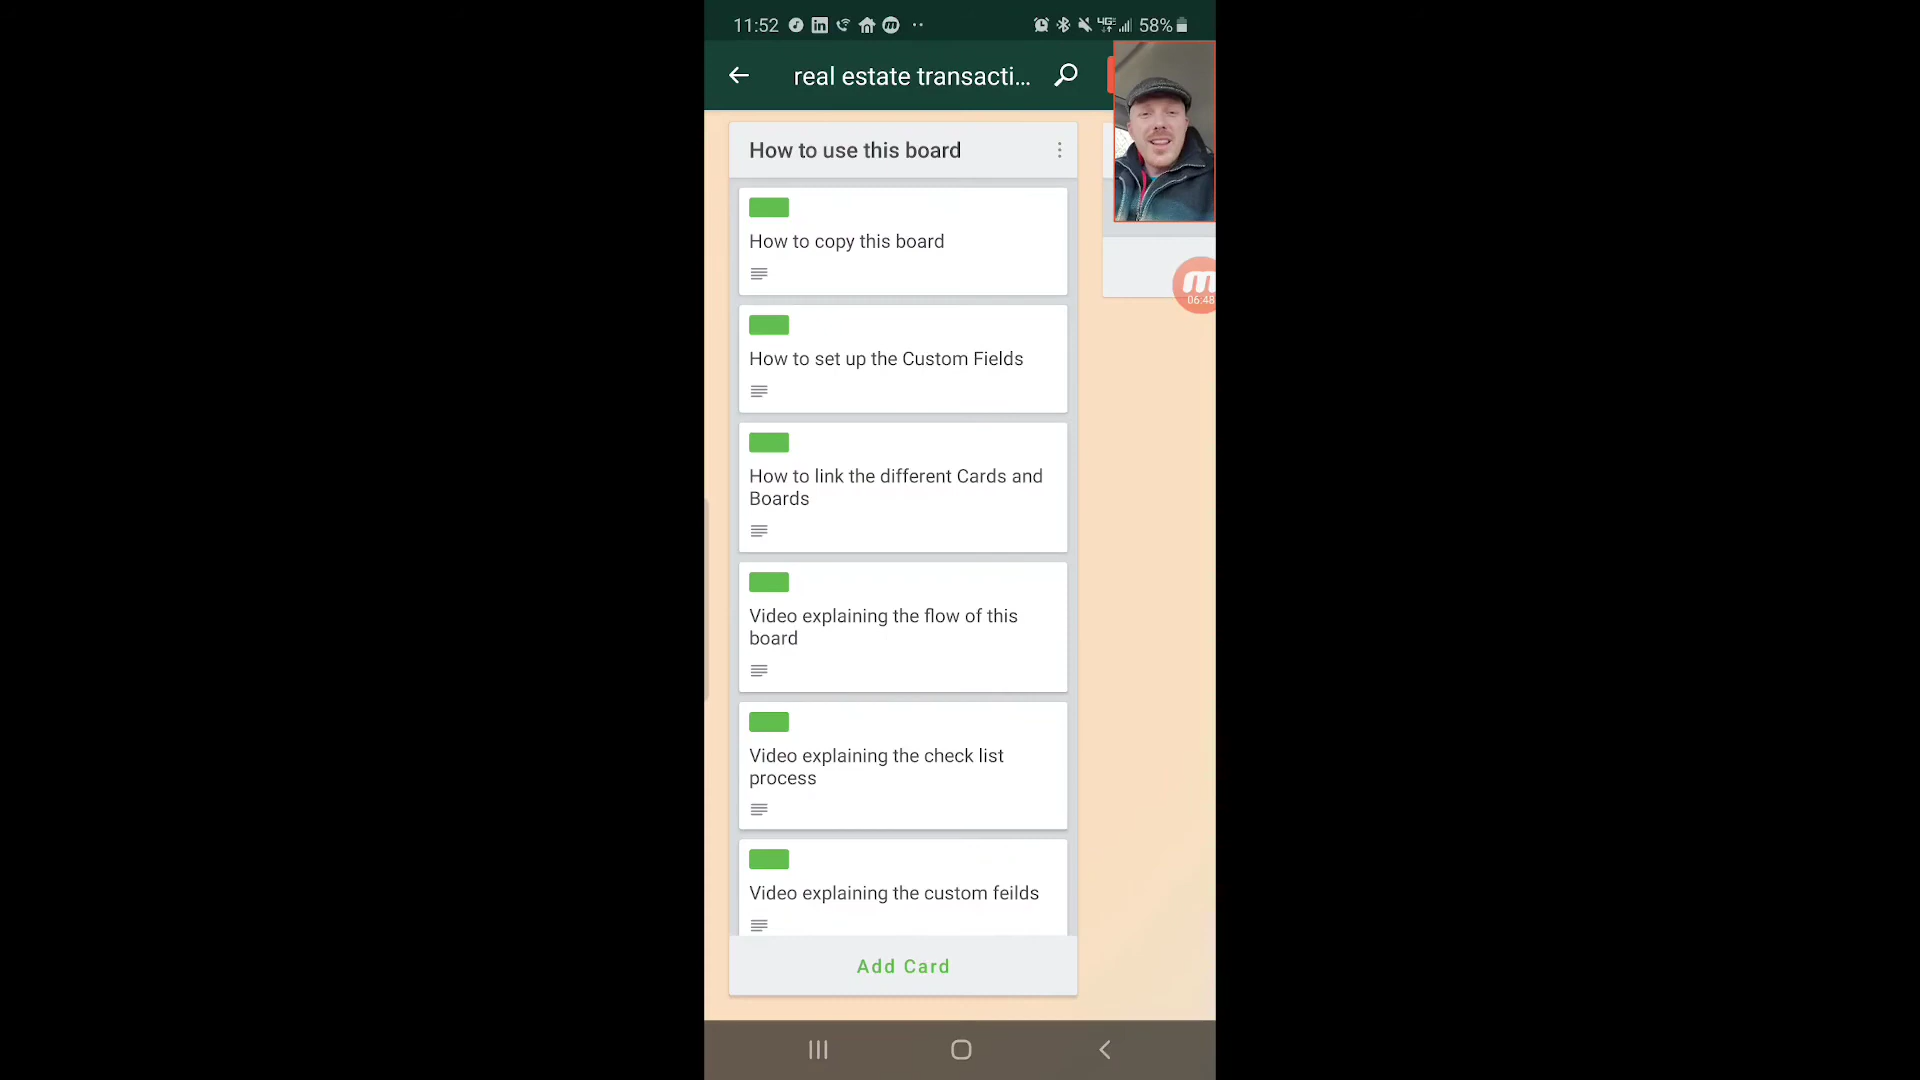 11:52
58%
real estate transacti...
How to use this board
How to copy this board
06:48
How to set up the Custom Fields
How to link the different Cards and
Boards
Video explaining the flow of this
board
Video explaining the check list
process
Video explaining the custom feilds
Add Card